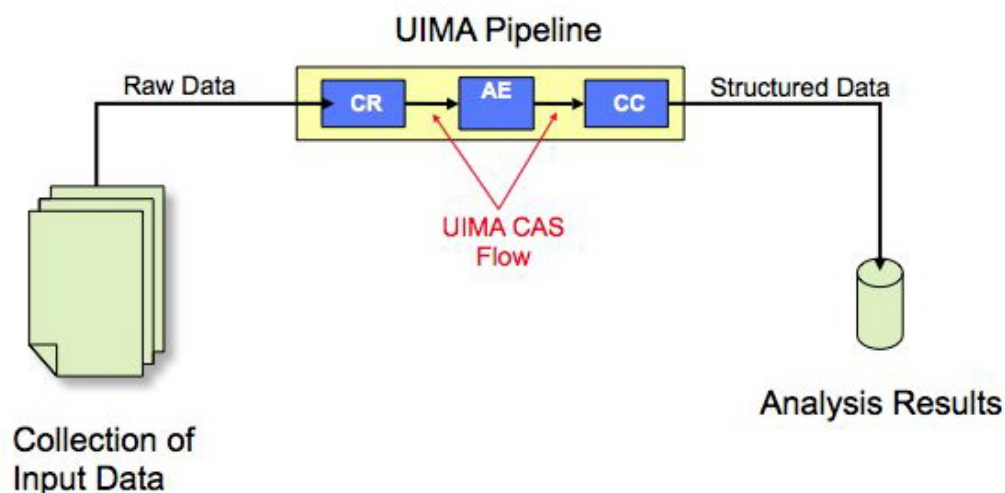 UIMA Pipeline
Raw Data
CR
AE
CC
Structured Data
UIMA CAS
Flow
Analysis Results
Collection of
Input Data